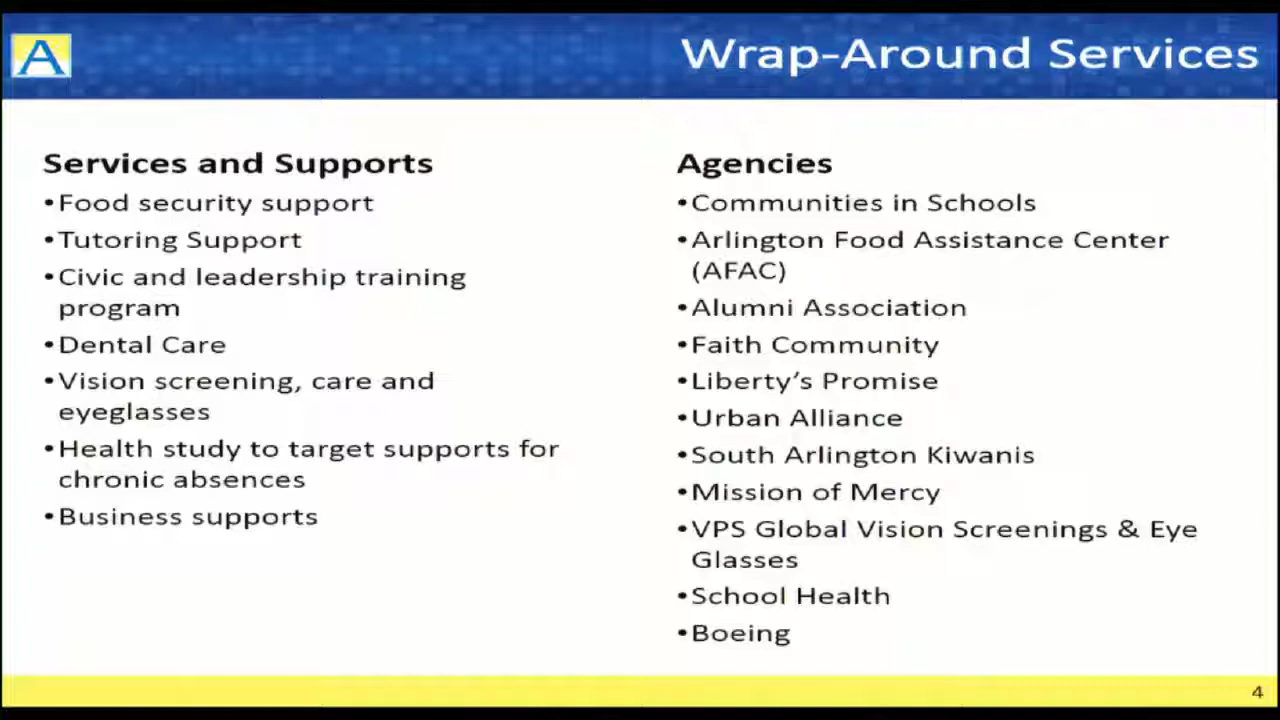 A
Wrap-Around Services
Services and Supports
•Food security support
•Tutoring Support
•Civic and leadership training
program
•Dental Care
•Vision screening, care and
eyeglasses
•Health study to target supports for
chronic absences
•Business supports
Agencies
•Communities in Schools
•Arlington Food Assistance Center
(AFAC)
•Alumni Association
•Faith Community
•Liberty’s Promise
•Urban Alliance
•South Arlington Kiwanis
•Mission of Mercy
•VPS Global Vision Screenings & Eye
Glasses
•School Health
•Boeing
4